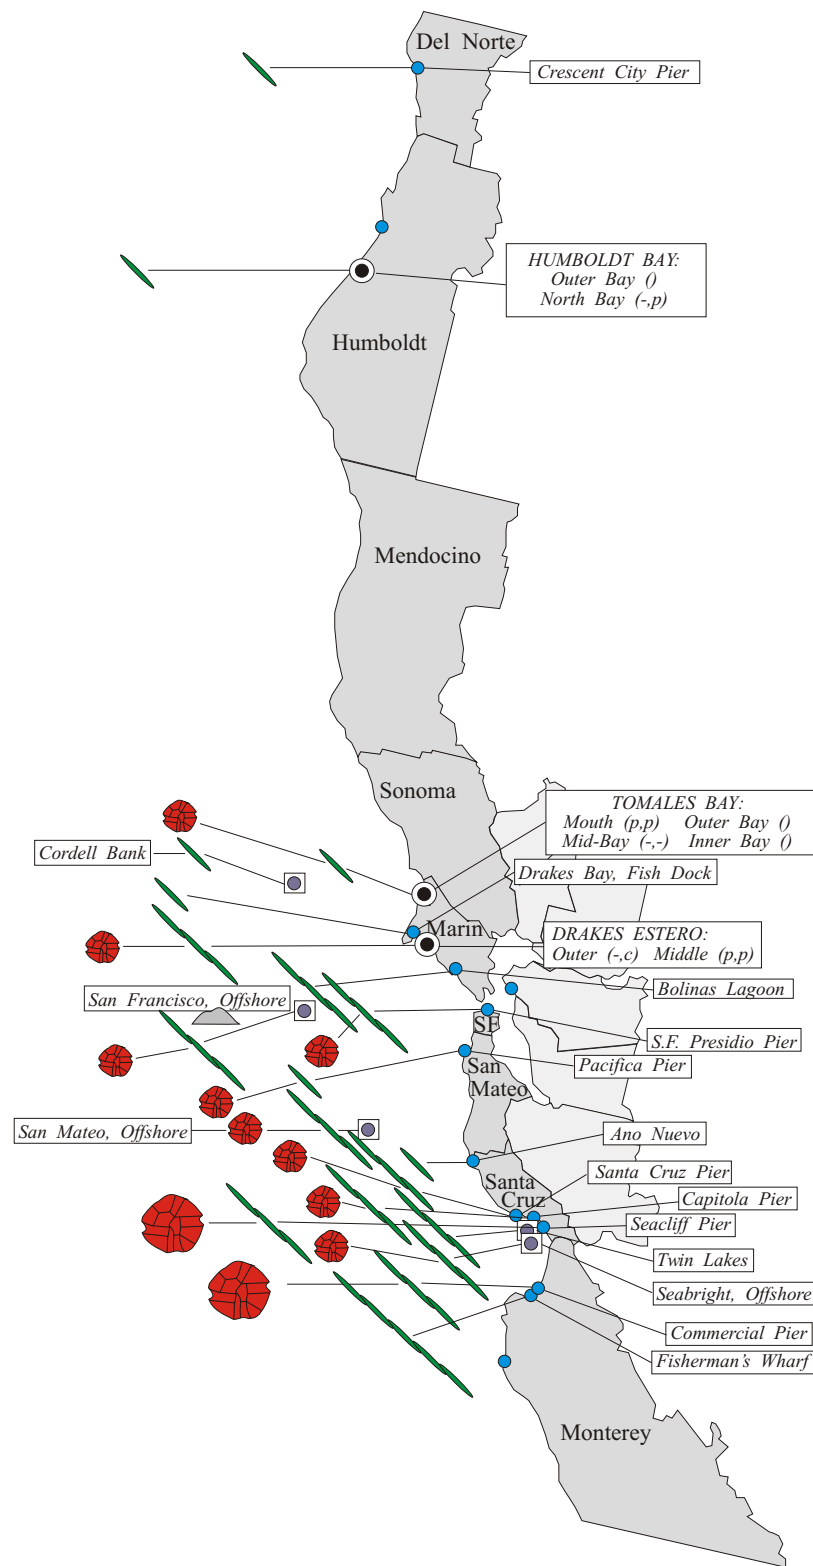 Del Norte
Crescent City Pier
HUMBOLDT BAY:
Outer Bay ()
North Bay (-,p)
Humboldt
Mendocino
Sonoma
TOMALES BAY:
Mouth (p,p) Outer Bay ()
Mid-Bay (-,-) Inner Bay ()
Cordell Bank
Drakes Bay, Fish Dock
Marin
DRAKES ESTERO:
Outer (-,c) Middle (p,p)
Bolinas Lagoon
San Francisco, Offshore
SF
S.F. Presidio Pier
Pacifica Pier
San
Mateo
San Mateo, Offshore
Ano Nuevo
Santa Cruz Pier
Santa
Cruz
Capitola Pier
Seacliff Pier
Twin Lakes
Seabright, Offshore
Commercial Pier
Fisherman's Wharf
Monterey